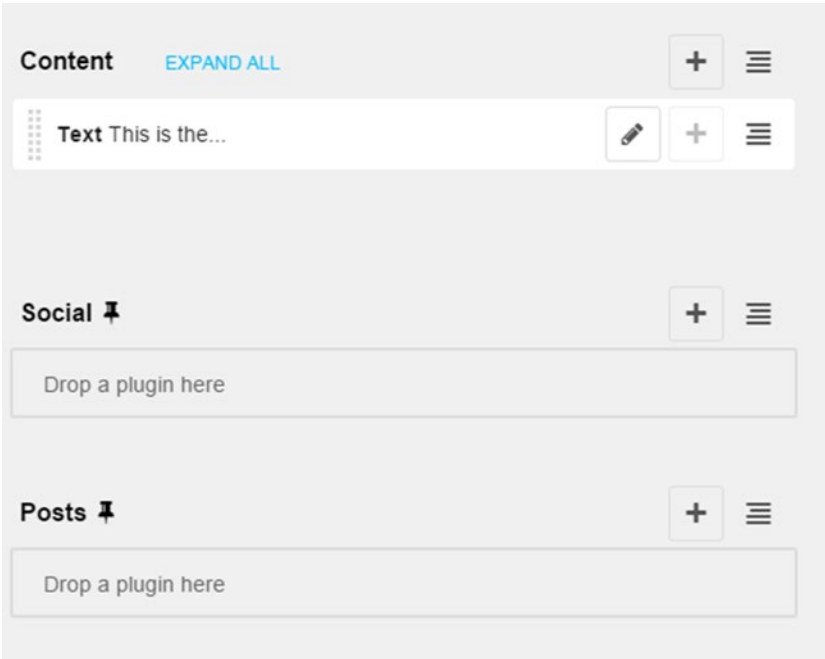 Content EXPAND ALL
Text This is the...
Social
Drop a plugin here
Posts
Drop a plugin here